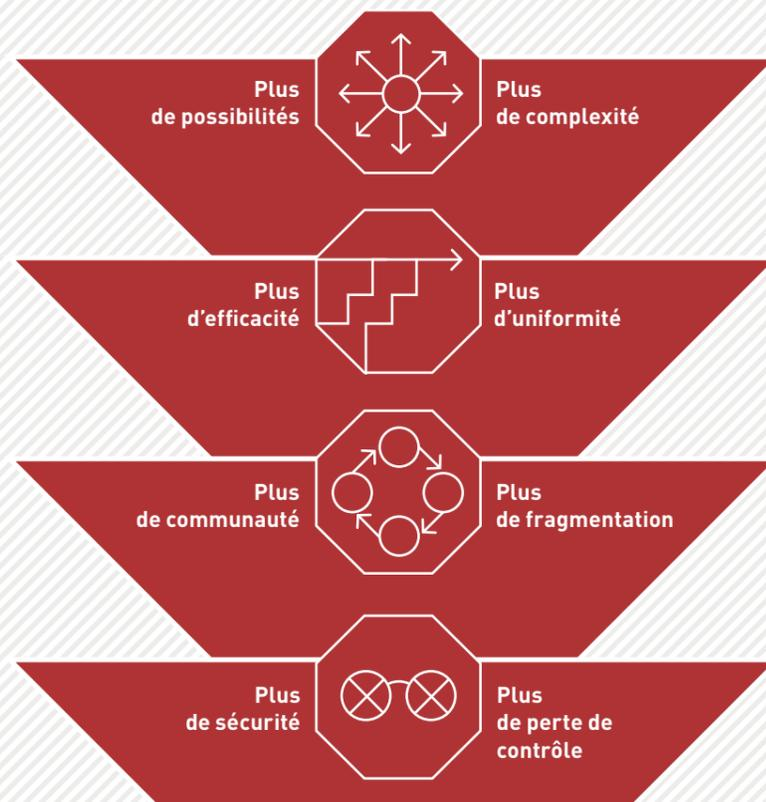 Plus
de possibilités
Plus
de complexité
Plus
d'efficacité
Plus
d'uniformité
Plus
de communauté
Plus
de fragmentation
Plus
de sécurité
Plus
de perte de
contrôle